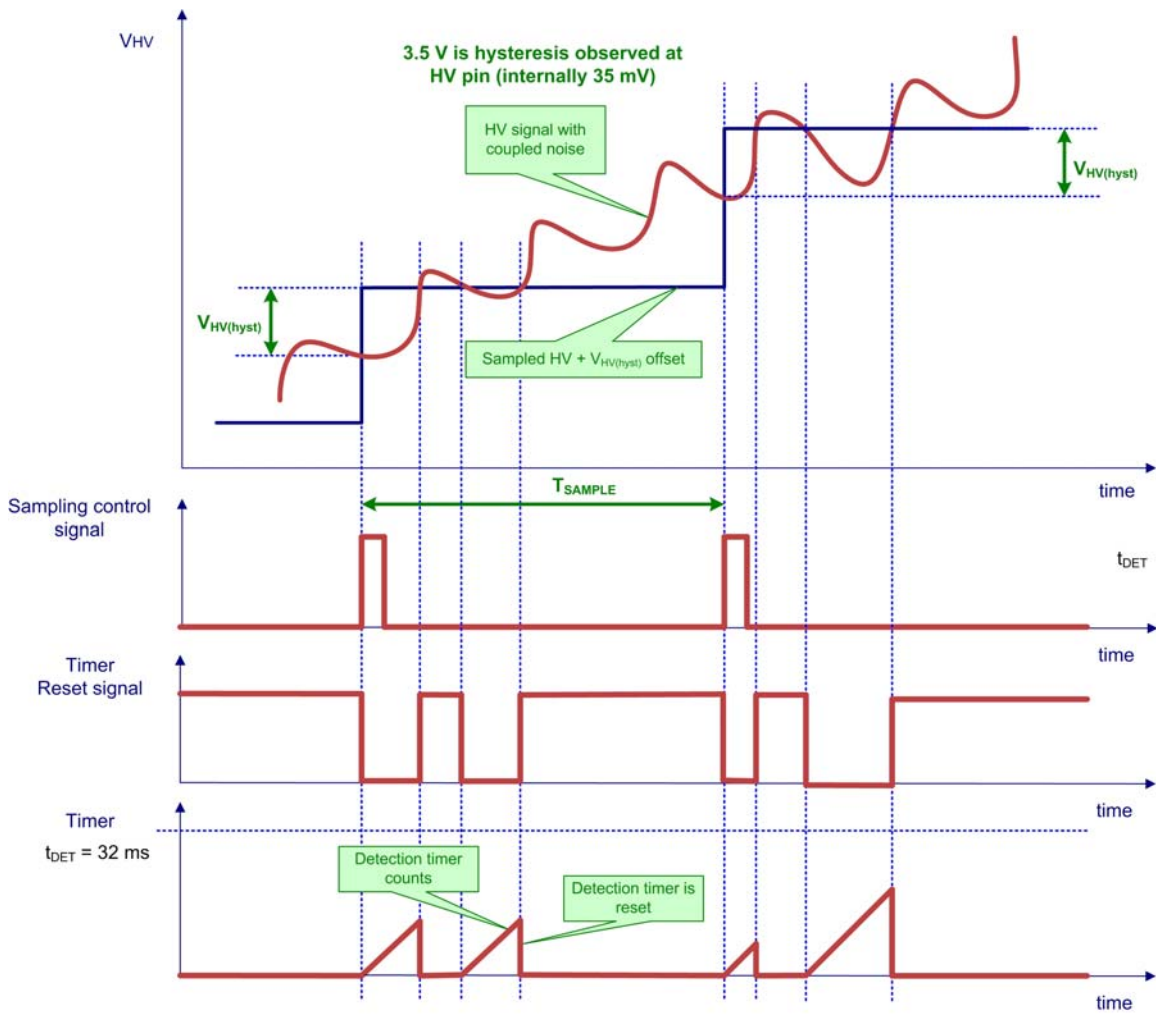 VHV
3.5 V is hysteresis observed at
HV pin (internally 35 mV)
HV signal with
coupled noise
VHV(hyst)
VHV(hyst)
Sampled HV + VHV(hyst) offset
time
TSAMPLE
Sampling control
signal
tDET
time
Timer
Reset signal
time
Timer
tDET = 32 ms
Detection timer
counts
Detection timer is
reset
time